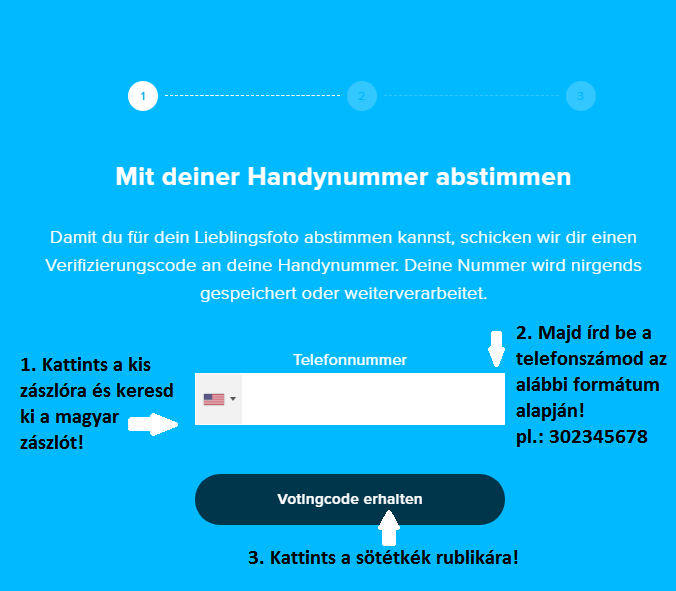 1
2
3
Mit deiner Handynummer abstimmen
Damit du für dein Lieblingsfoto abstimmen kannst, schicken wir dir einen
Verifizierungscode an deine Handynummer. Deine Nummer wird nirgends
gespeichert oder weiterverarbeitet.
Telefonnummer
1. Kattints a kis
zászlóra és keresd
ki a magyar
zászlót!
2. Majd írd be a
telefonszámod az
alábbi formátum
alapján!
pl.: 302345678
Votingcode erhalten
3. Kattints a sötétkék rublikára!